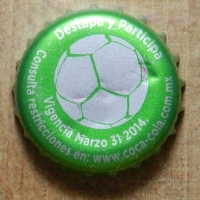 Destapa y Participa
Vigencia Marzo 31 2014.
Consulta restricciones en: www.coca-cola.com.mx